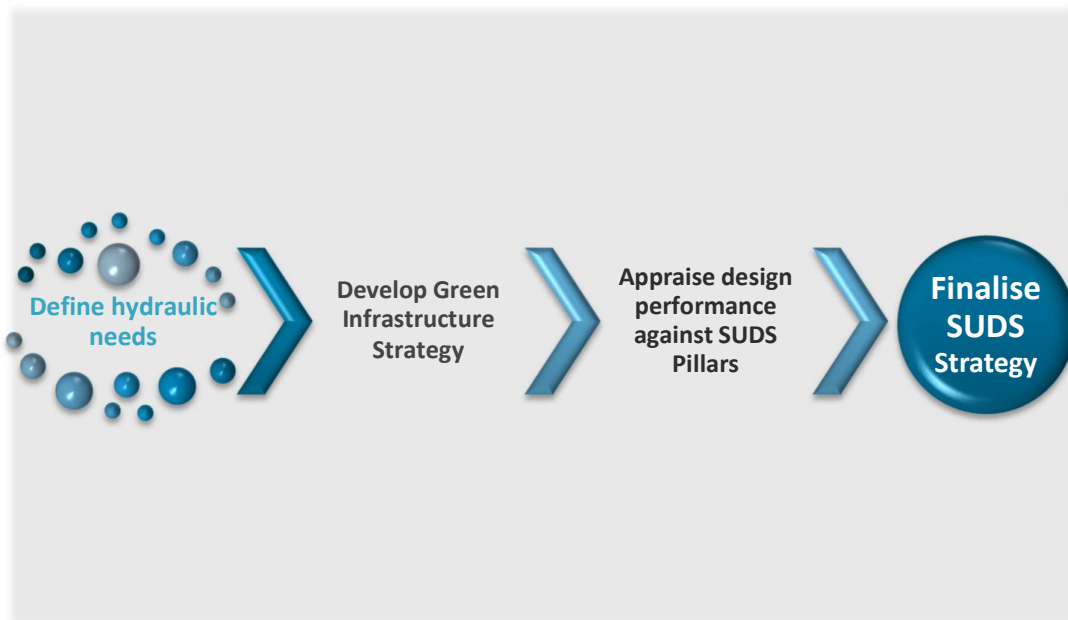 Define hydraulic
needs
Develop Green
Infrastructure
Strategy
Appraise design
performance
against SUDS
Pillars
Finalise
SUDS
Strategy